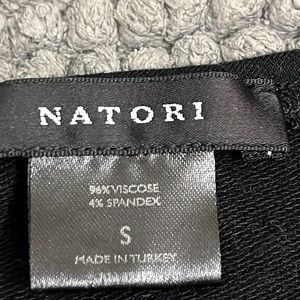 NATORI
96% VISCOSE
4% SPANDEX
S
MADE IN TURKEY